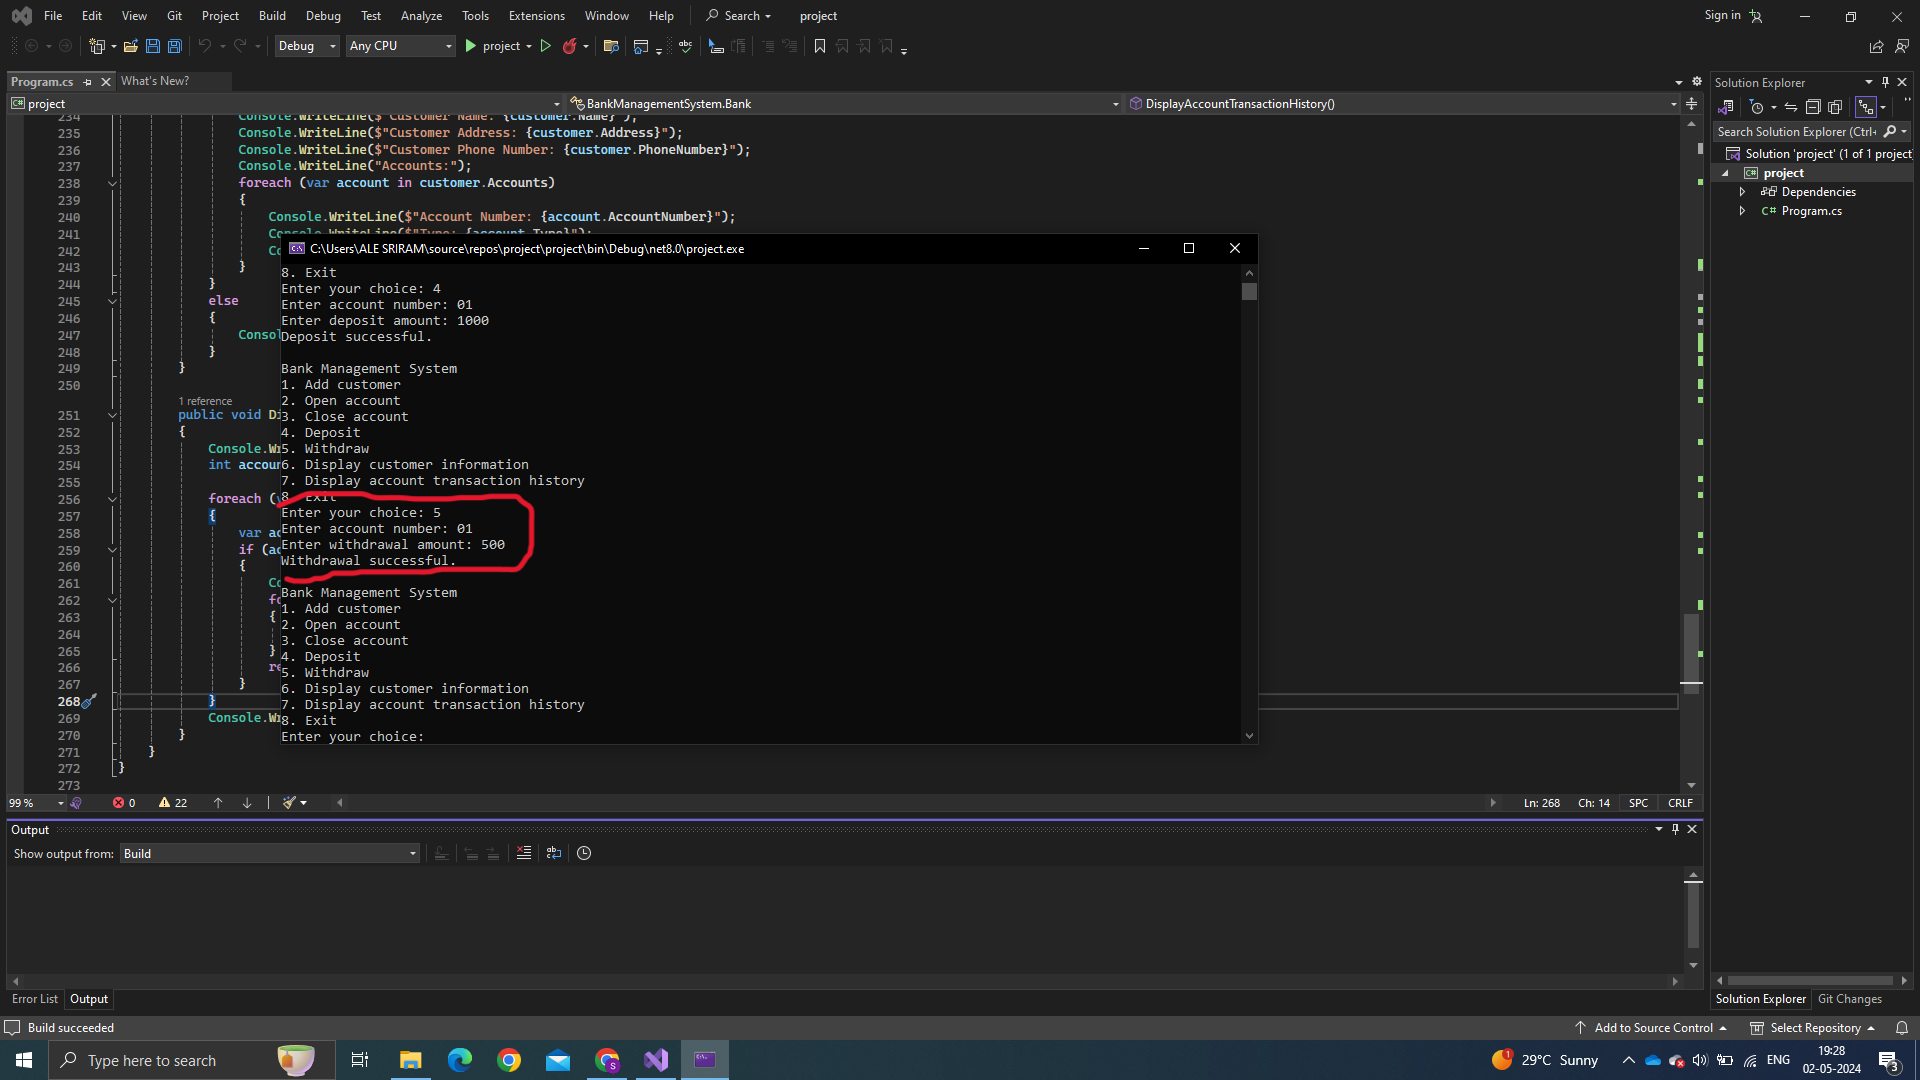 File Edit View Git Project Build Debug Test Analyze Tools Extensions Window Help Search project Sign in
Debug Any CPU project
Program.cs What's New?
project BankManagementSystem.Bank DisplayAccountTransactionHistory()
234 Console.WriteLine($"Customer Name: {customer.Name}");
235 Console.WriteLine($"Customer Address: {customer.Address}");
236 Console.WriteLine($"Customer Phone Number: {customer.PhoneNumber}");
237 Console.WriteLine("Accounts:");
238 foreach (var account in customer.Accounts)
239 {
240 Console.WriteLine($"Account Number: {account.AccountNumber}");
241 Console.WriteLine($"Type: {account.Type}");
242 Co
243 }
244 }
245 else
246 {
247 Consol
248 }
249 }
250
1 reference
251 public void Di
252 {
253 Console.Wr
254 int accoun
255
256 foreach (v
257 {
258 var ac
259 if (ac
260 {
261 Co
262 fo
263 {
264
265 }
266 re
267 }
268 }
269 Console.Wr
270 }
271 }
272 }
273
C:\Users\ALE SRIRAM\source\repos\project\project\bin\Debug\net8.0\project.exe
8. Exit
Enter your choice: 4
Enter account number: 01
Enter deposit amount: 1000
Deposit successful.
Bank Management System
1. Add customer
2. Open account
3. Close account
4. Deposit
5. Withdraw
6. Display customer information
7. Display account transaction history
8. Exit
Enter your choice: 5
Enter account number: 01
Enter withdrawal amount: 500
Withdrawal successful.
Bank Management System
1. Add customer
2. Open account
3. Close account
4. Deposit
5. Withdraw
6. Display customer information
7. Display account transaction history
8. Exit
Enter your choice:
99 % 0 22 Ln: 268 Ch: 14 SPC CRLF
Output
Show output from: Build
Error List Output
Solution Explorer
Search Solution Explorer (Ctrl+
Solution 'project' (1 of 1 project
project
Dependencies
C# Program.cs
Solution Explorer Git Changes
Build succeeded Add to Source Control Select Repository
Type here to search 1 29°C Sunny ENG 19:28
02-05-2024 3